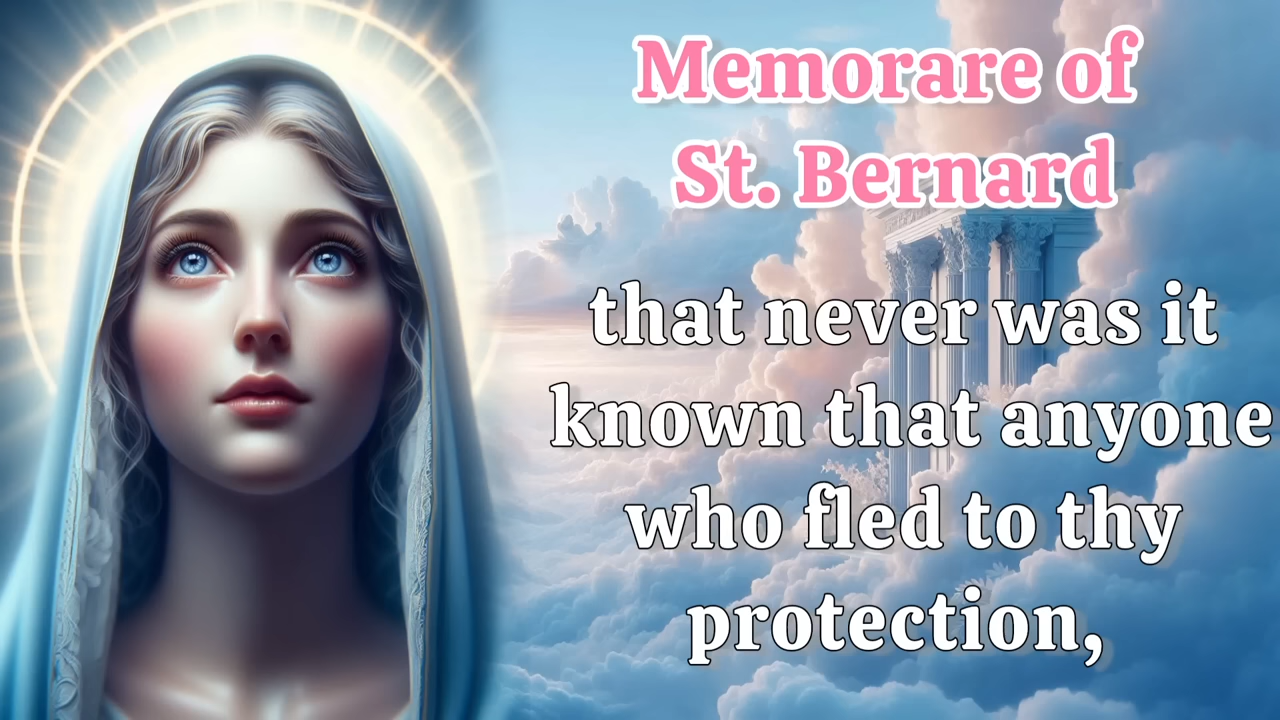 Memorare of
St. Bernard
that never was it
known that anyone
who fled to thy
protection,